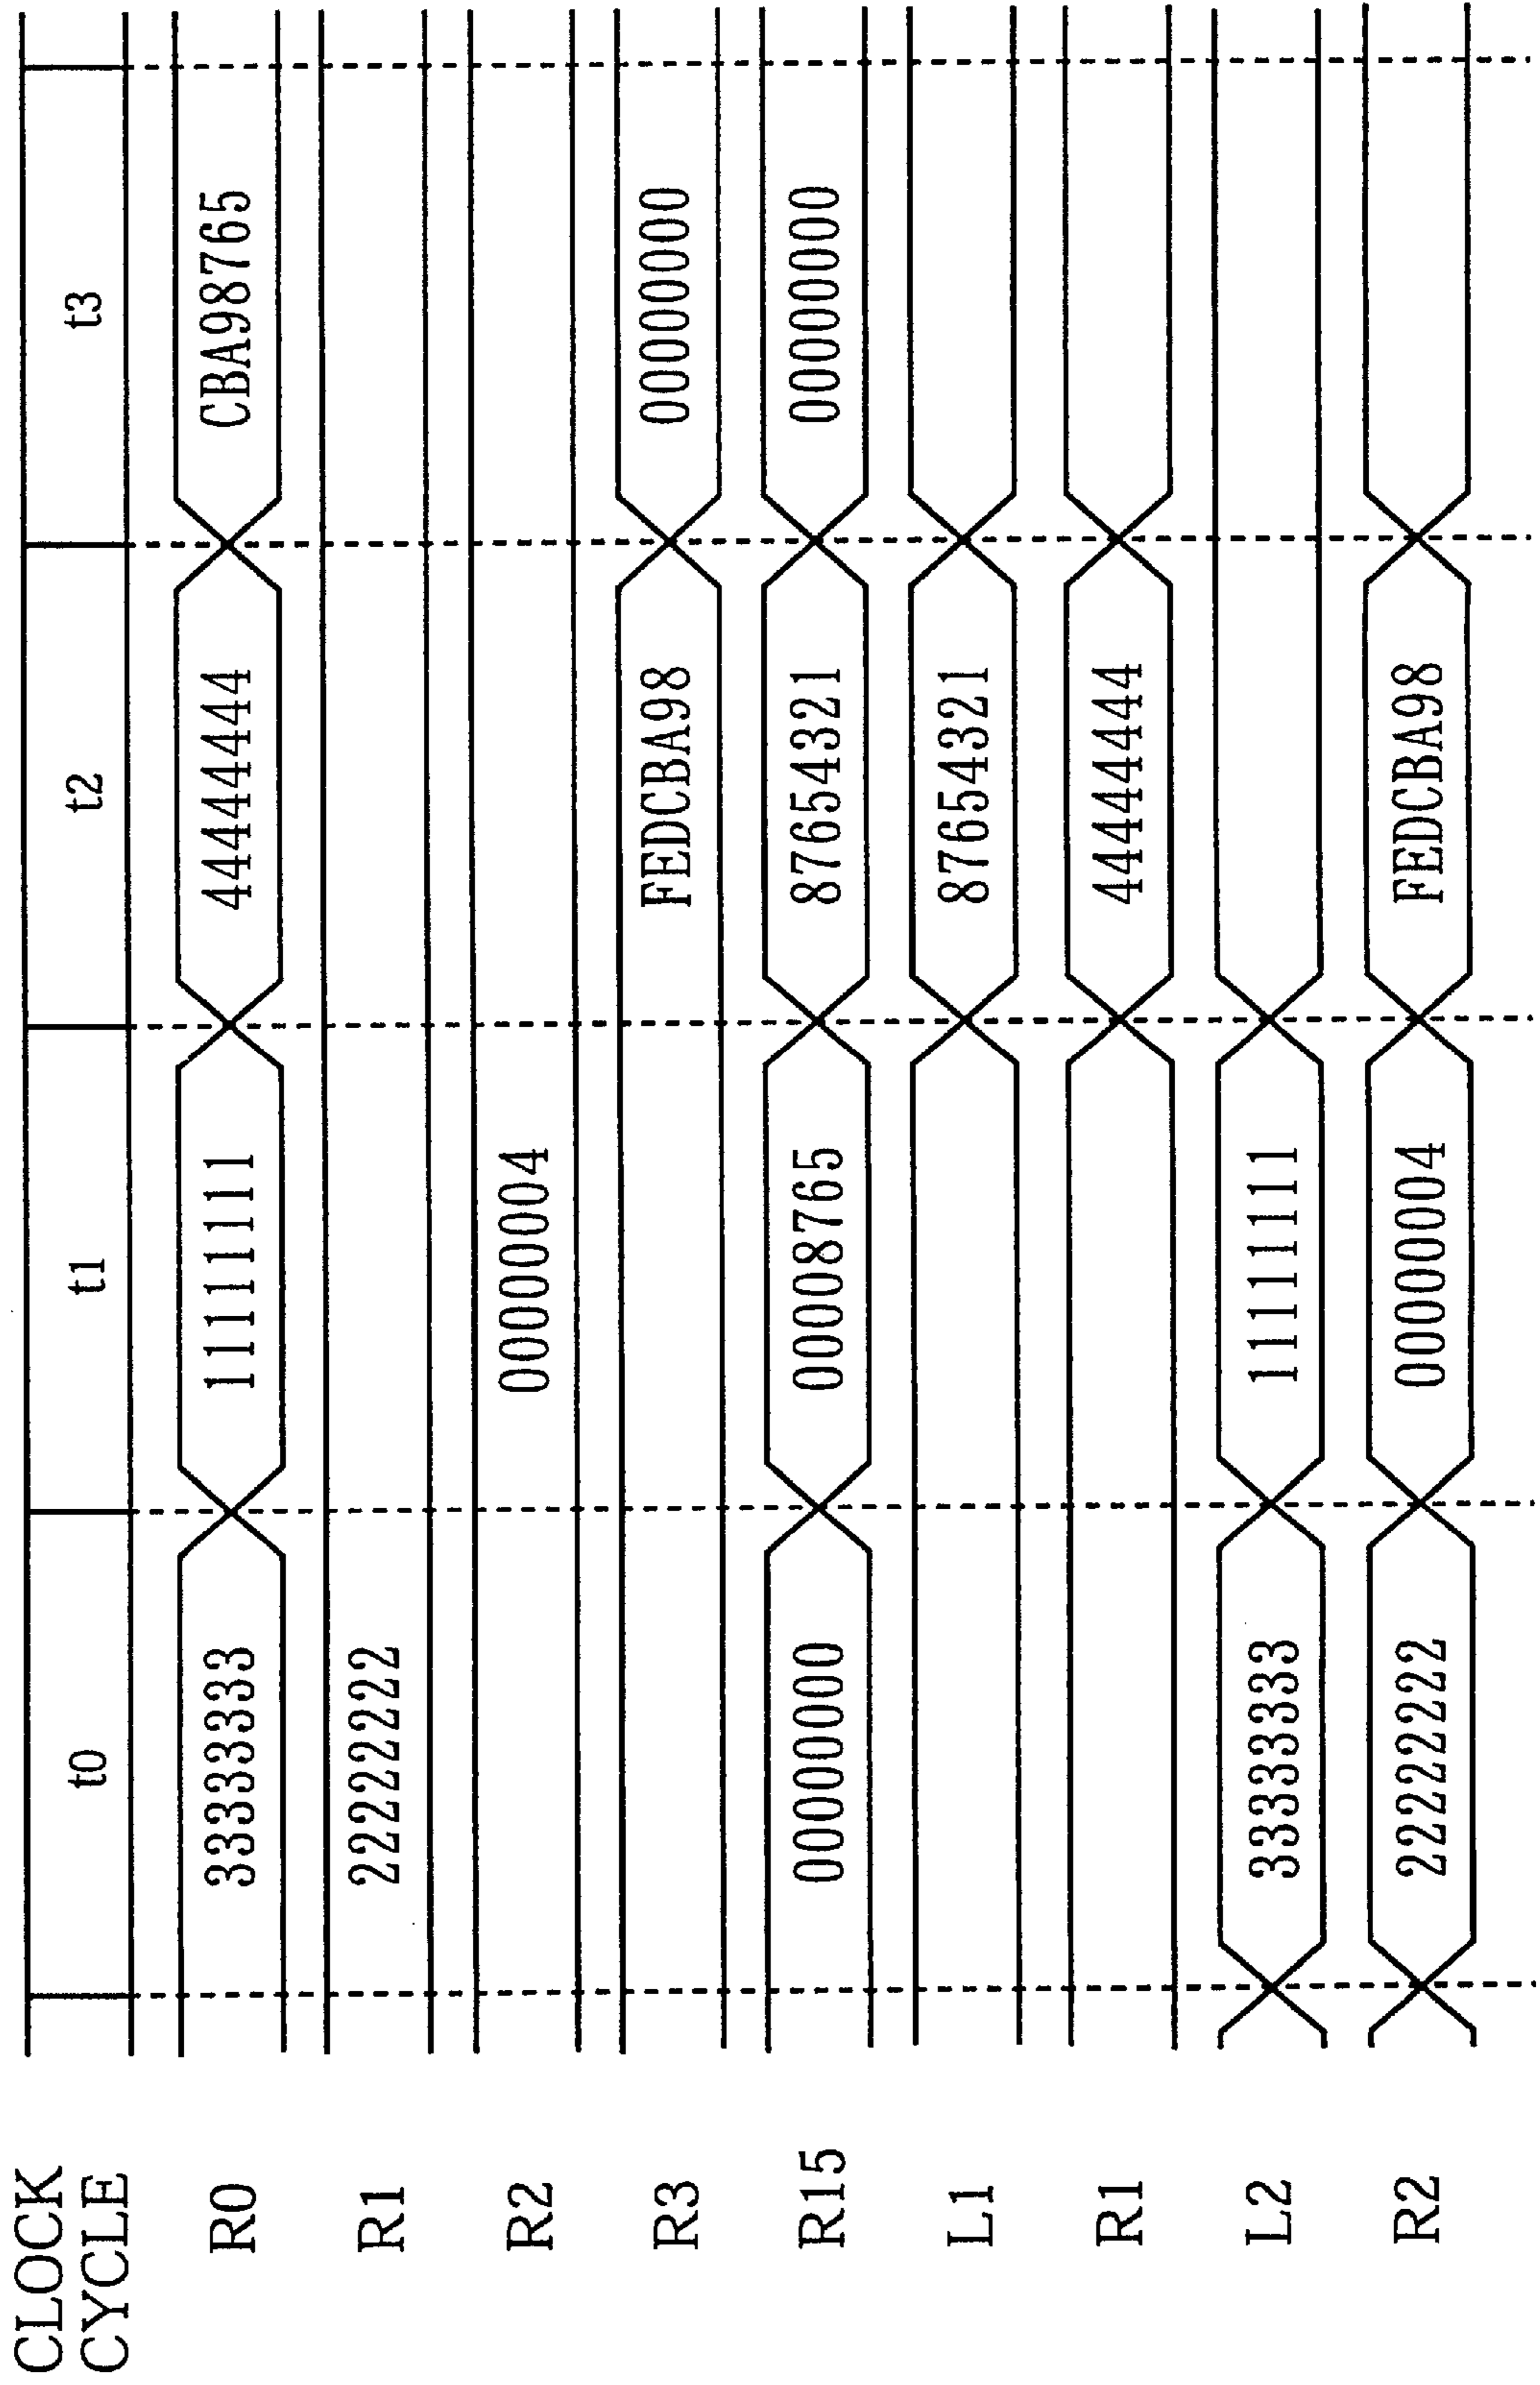 CLOCK
CYCLE
t0 t1 t2 t3
R0 33333333 11111111 44444444 CBA98765
R1 22222222
R2 00000004
R3 FEDCBA98 00000000
R15 00000000 00008765 87654321 00000000
L1 87654321
R1 44444444
L2 33333333 11111111
R2 22222222 00000004 FEDCBA98